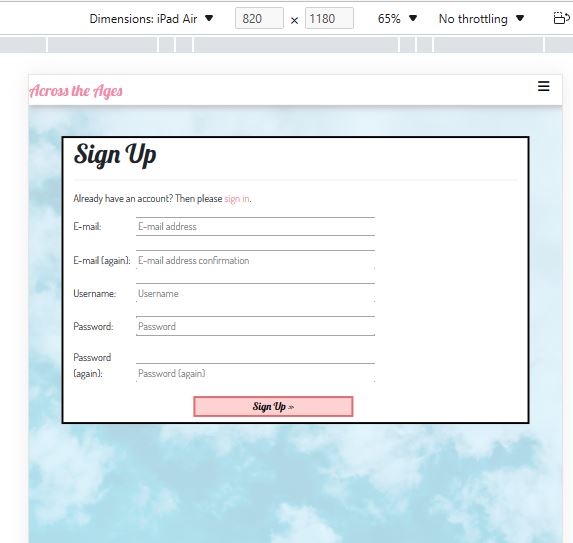 Dimensions: iPad Air ▼ 820 × 1180 65% ▼ No throttling ▼
Across the Ages
Sign Up
Already have an account? Then please sign in.
E-mail: E-mail address
E-mail (again): E-mail address confirmation
Username: Username
Password: Password
Password
(again): Password (again)
Sign Up »